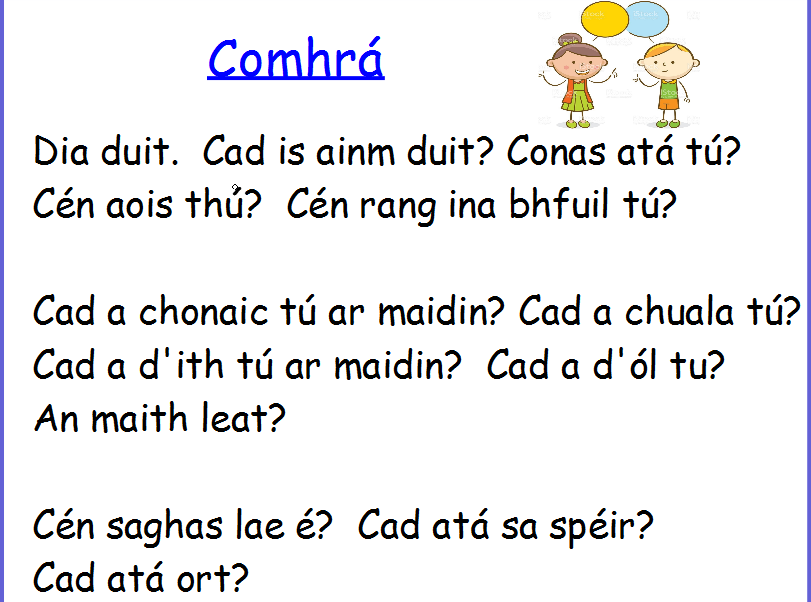 Comhrá
Dia duit.  Cad is ainm duit? Conas atá tú?
Cén aois thú?  Cén rang ina bhfuil tú?
Cad a chonaic tú ar maidin? Cad a chuala tú?
Cad a d'ith tú ar maidin?  Cad a d'ól tu?
An maith leat?
Cén saghas lae é?  Cad atá sa spéir?
Cad atá ort?